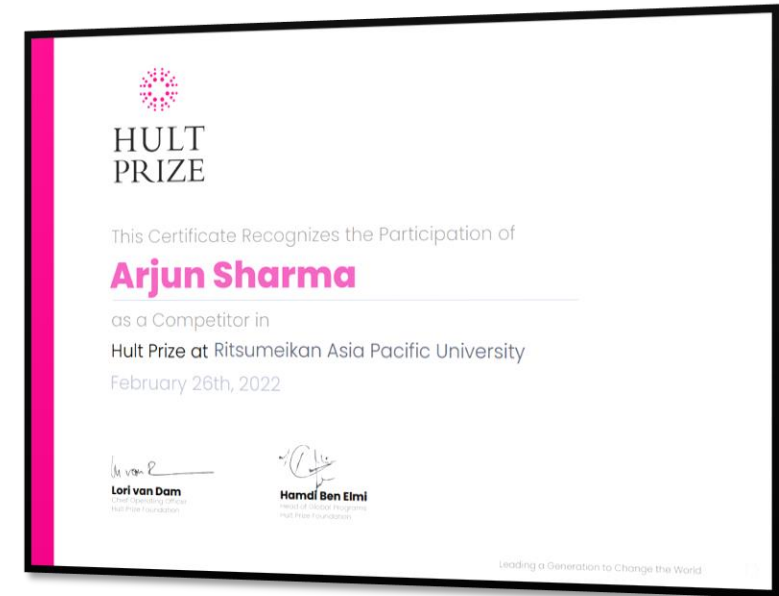 HULT
PRIZE
This Certificate Recognizes the Participation of
Arjun Sharma
as a Competitor in
Hult Prize at Ritsumeikan Asia Pacific University
February 26th, 2022
Lori van Dam
Chief Operating Officer
Hult Prize Foundation
Hamdi Ben Elmi
Head of Global Programs
Hult Prize Foundation
Leading a Generation to Change the World